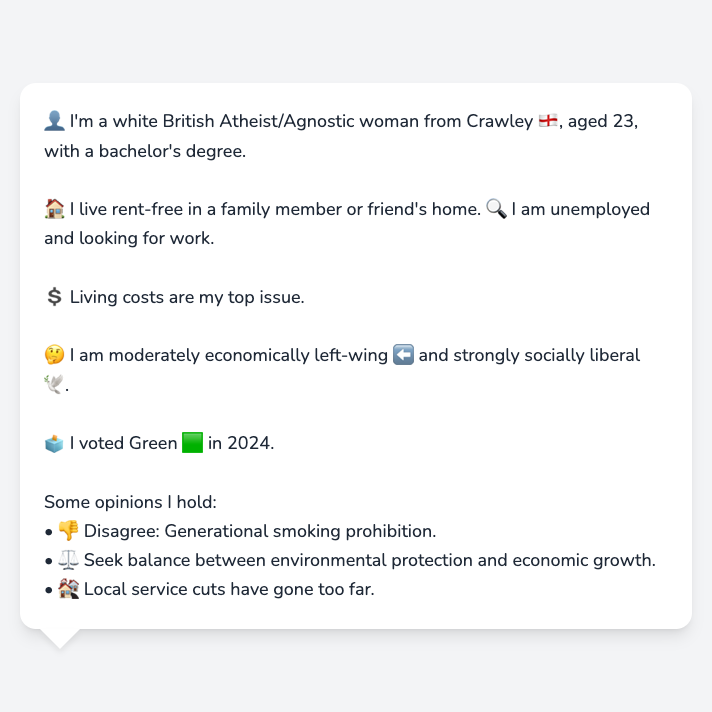 👤 I'm a white British Atheist/Agnostic woman from Crawley 🏴󠁧󠁢󠁥󠁮󠁧󠁿, aged 23,
with a bachelor's degree.
🏠 I live rent-free in a family member or friend's home. 🔍 I am unemployed
and looking for work.
💲 Living costs are my top issue.
🤔 I am moderately economically left-wing ⬅️ and strongly socially liberal
🕊️.
🗳️ I voted Green 🟩 in 2024.
Some opinions I hold:
• 👎 Disagree: Generational smoking prohibition.
• ⚖️ Seek balance between environmental protection and economic growth.
• 🏚️ Local service cuts have gone too far.